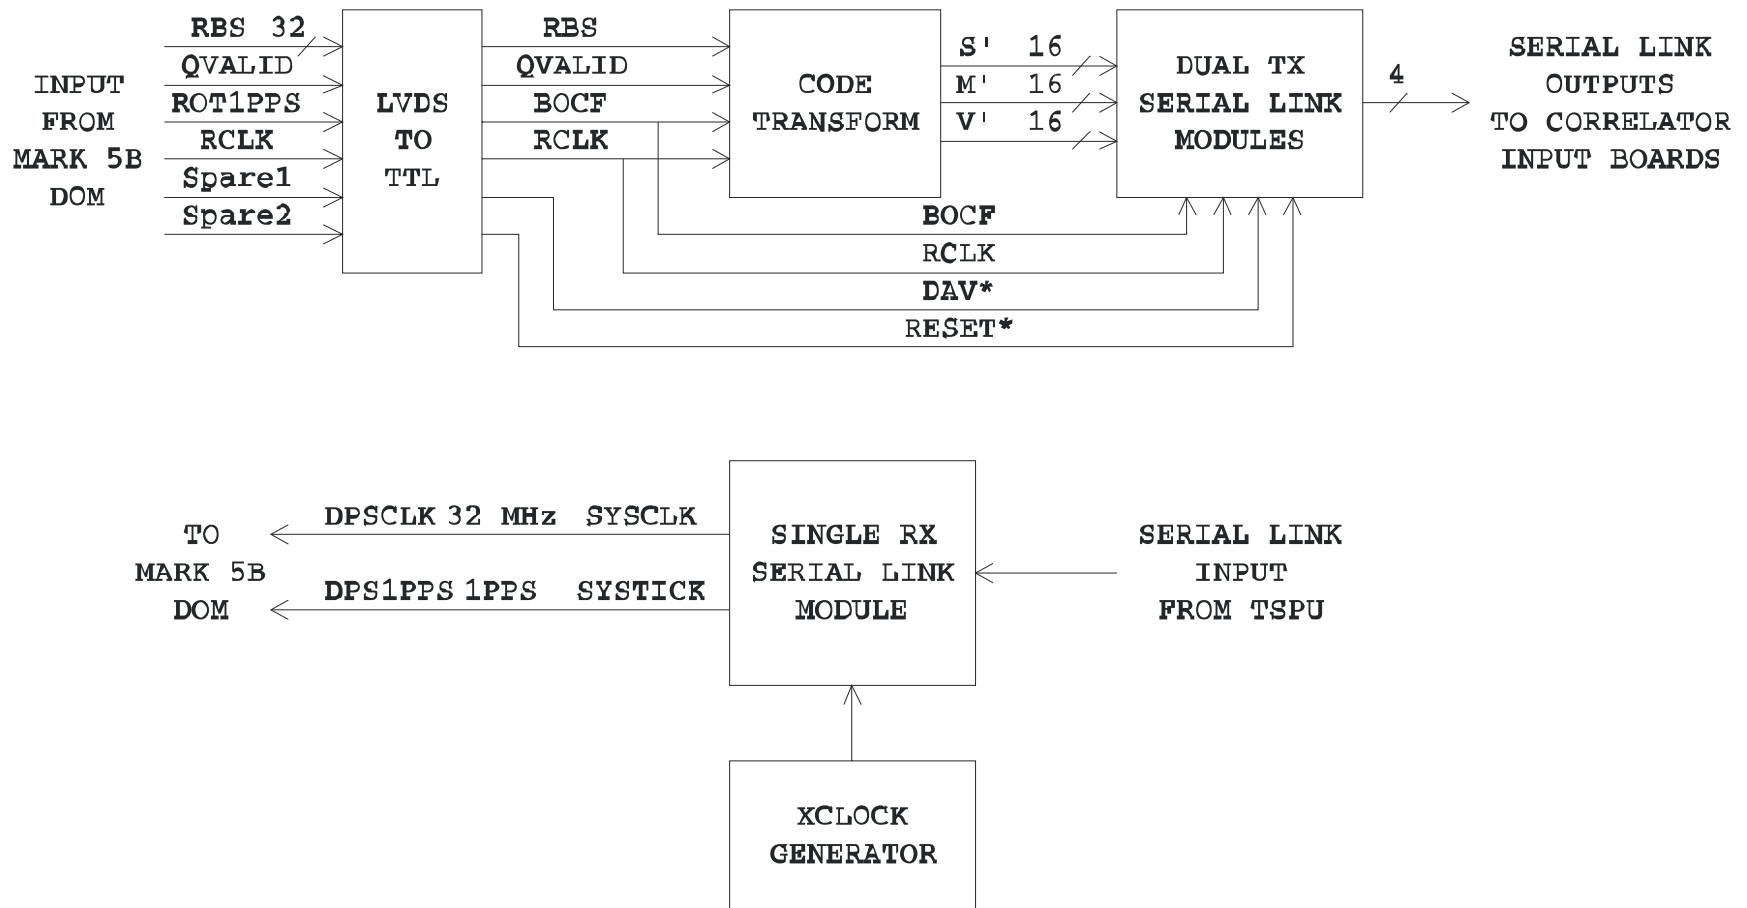 RBS 32
QVALID
ROT1PPS
RCLK
Spare1
Spare2
INPUT
FROM
MARK 5B
DOM
LVDS
TO
TTL
RBS
QVALID
BOCF
RCLK
CODE
TRANSFORM
S' 16
M' 16
V' 16
DUAL TX
SERIAL LINK
MODULES
4
SERIAL LINK
OUTPUTS
TO CORRELATOR
INPUT BOARDS
BOCF
RCLK
DAV*
RESET*
TO
MARK 5B
DOM
DPSCLK 32 MHz SYSCLK
DPS1PPS 1PPS SYSTICK
SINGLE RX
SERIAL LINK
MODULE
SERIAL LINK
INPUT
FROM TSPU
XCLOCK
GENERATOR